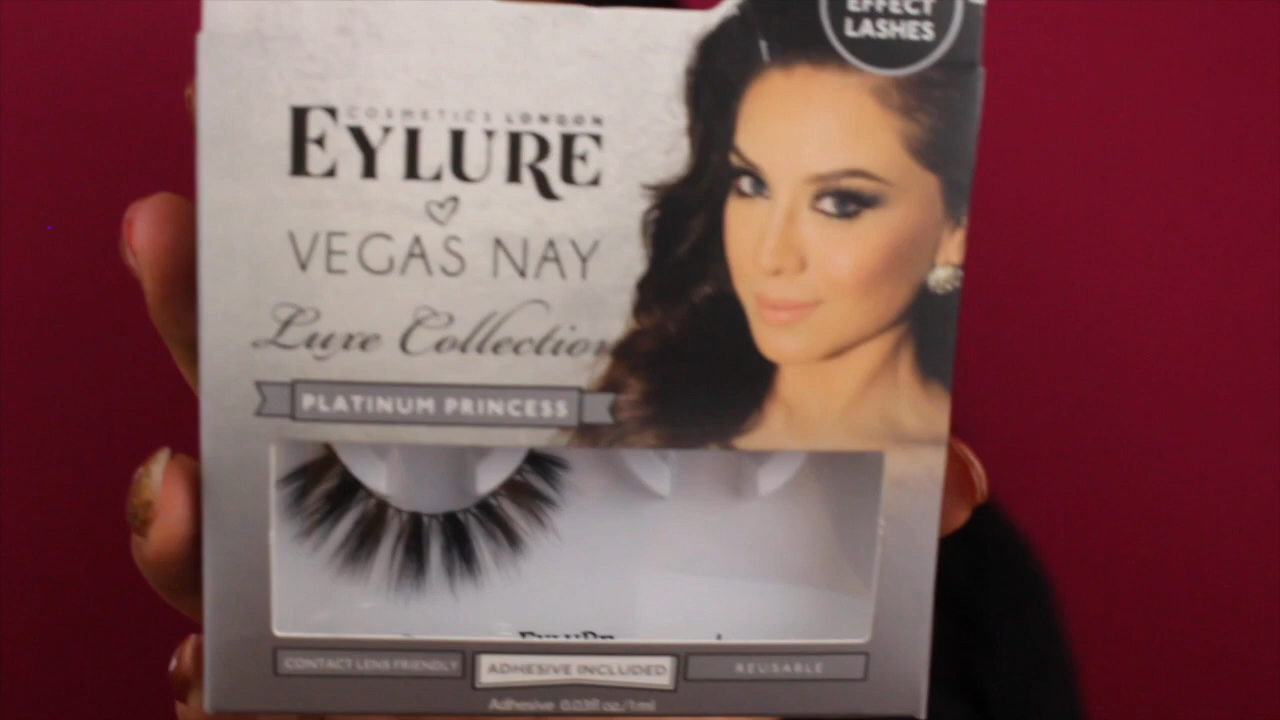 EFFECT
LASHES
COSMETICS LONDON
EYLURE
VEGAS NAY
Luxe Collection
PLATINUM PRINCESS
EYLURE
CONTACT LENS FRIENDLY
ADHESIVE INCLUDED
REUSABLE
Adhesive 0.03fl oz/1ml